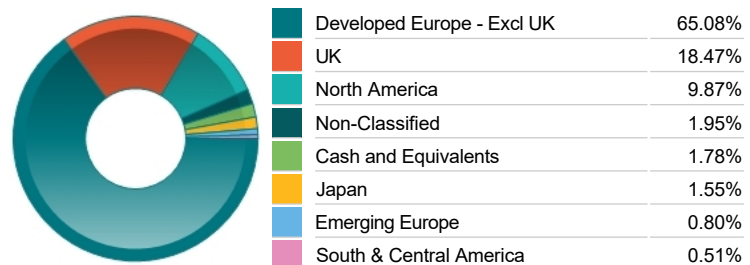 Developed Europe - Excl UK 65.08%
UK 18.47%
North America 9.87%
Non-Classified 1.95%
Cash and Equivalents 1.78%
Japan 1.55%
Emerging Europe 0.80%
South & Central America 0.51%